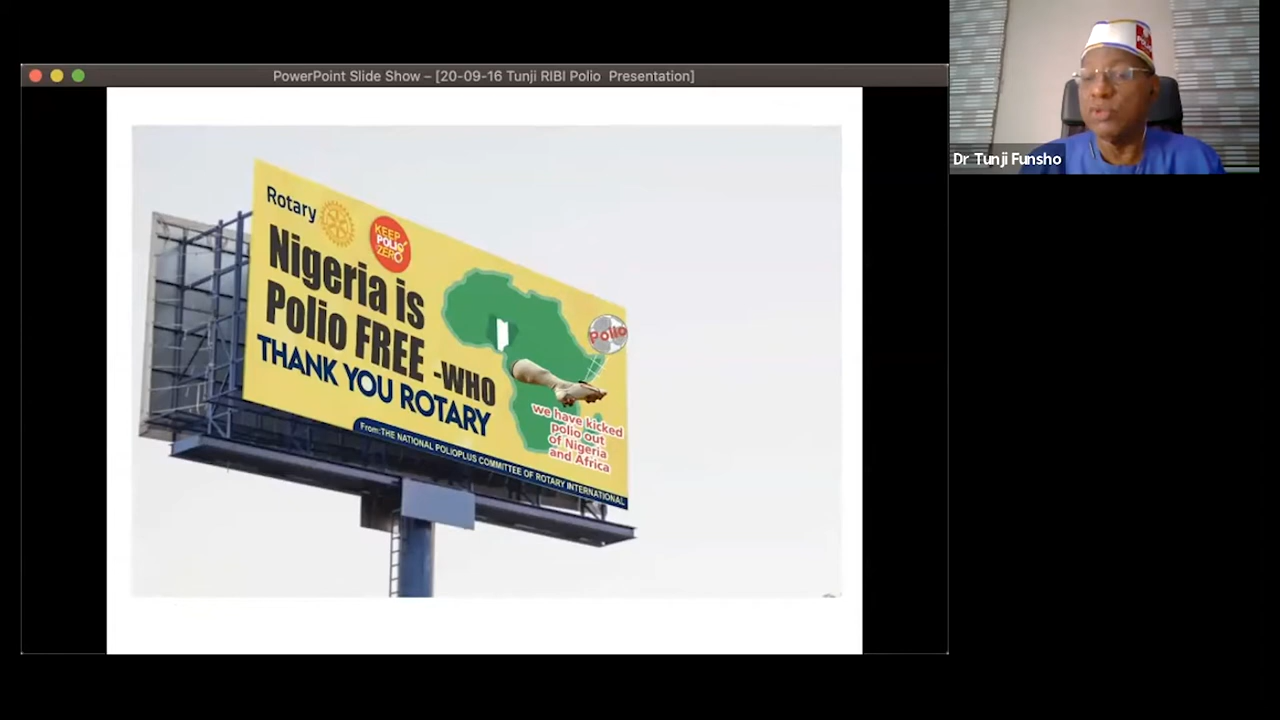 PowerPoint Slide Show – [20-09-16 Tunji RIBI Polio  Presentation]
Rotary
KEEP
POLIO
ZERO
Nigeria is
Polio FREE -WHO
THANK YOU ROTARY
Polio
we have kicked
polio out
of Nigeria
and Africa
From:THE NATIONAL POLIOPLUS COMMITTEE OF ROTARY INTERNATIONAL
Dr Tunji Funsho